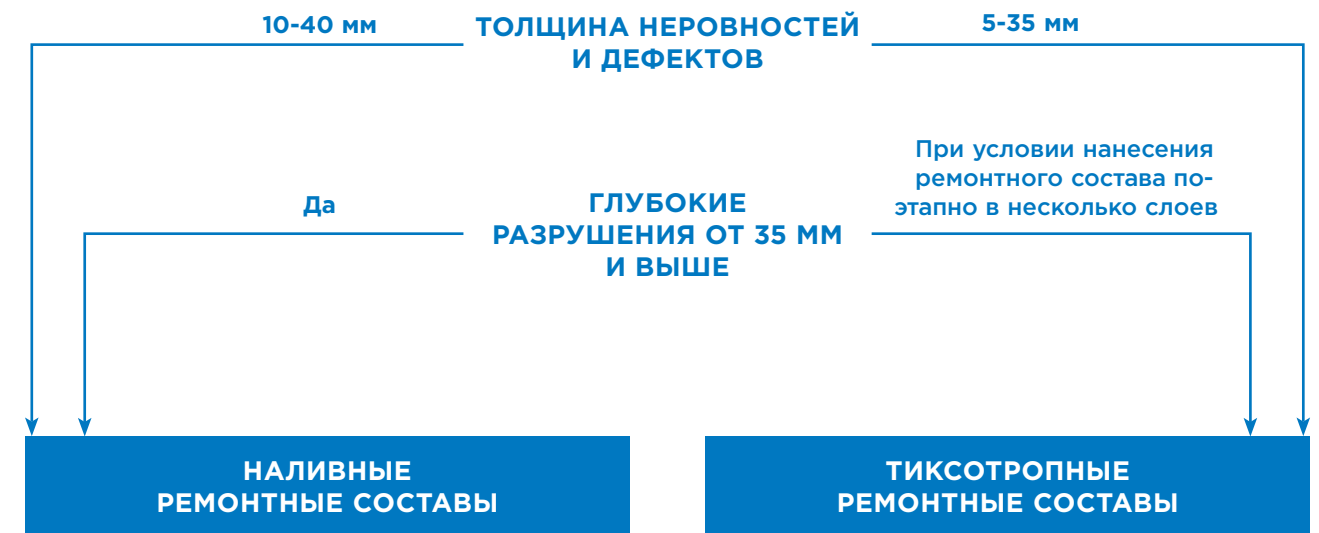 10-40 мм
ТОЛЩИНА НЕРОВНОСТЕЙ
И ДЕФЕКТОВ
5-35 мм
Да
ГЛУБОКИЕ
РАЗРУШЕНИЯ ОТ 35 ММ
И ВЫШЕ
При условии нанесения
ремонтного состава по-
этапно в несколько слоев
НАЛИВНЫЕ
РЕМОНТНЫЕ СОСТАВЫ
ТИКСОТРОПНЫЕ
РЕМОНТНЫЕ СОСТАВЫ